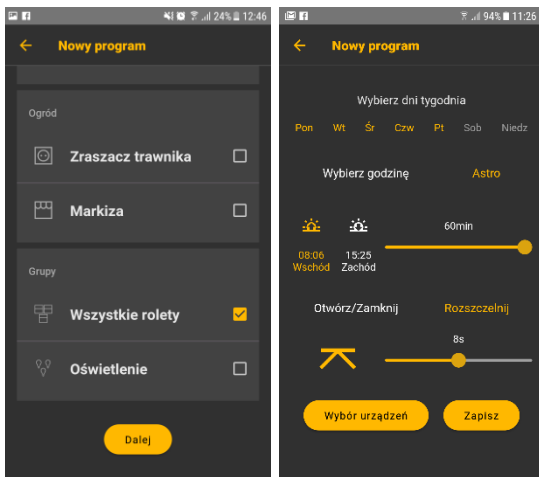 24% 12:46
Nowy program
Ogród
Zraszacz trawnika
Markiza
Grupy
Wszystkie rolety
Oświetlenie
Dalej
94% 11:26
Nowy program
Wybierz dni tygodnia
Pon Wt Śr Czw Pt Sob Niedz
Wybierz godzinę Astro
60min
08:06 15:25
Wschód Zachód
Otwórz/Zamknij Rozszczelnij
8s
Wybór urządzeń Zapisz